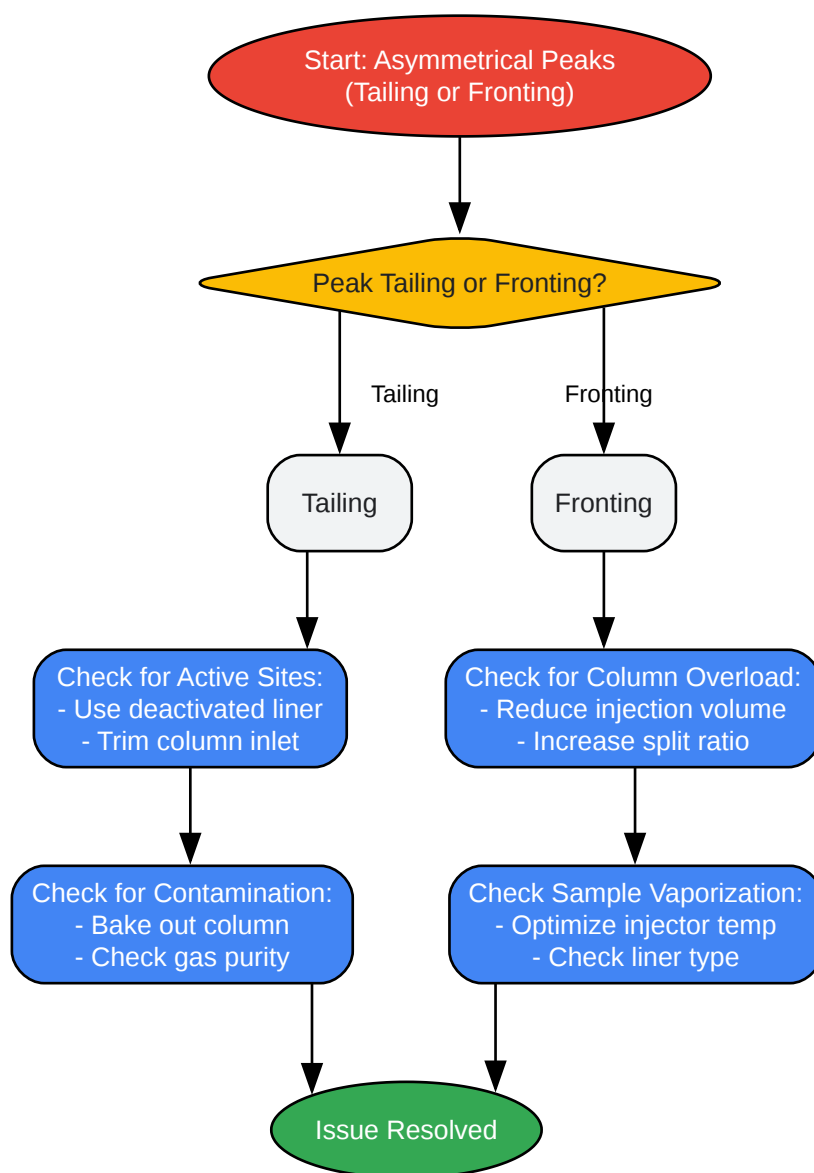 Start: Asymmetrical Peaks
(Tailing or Fronting)
Peak Tailing or Fronting?
Tailing
Fronting
Tailing
Fronting
Check for Active Sites:
- Use deactivated liner
- Trim column inlet
Check for Column Overload:
- Reduce injection volume
- Increase split ratio
Check for Contamination:
- Bake out column
- Check gas purity
Check Sample Vaporization:
- Optimize injector temp
- Check liner type
Issue Resolved